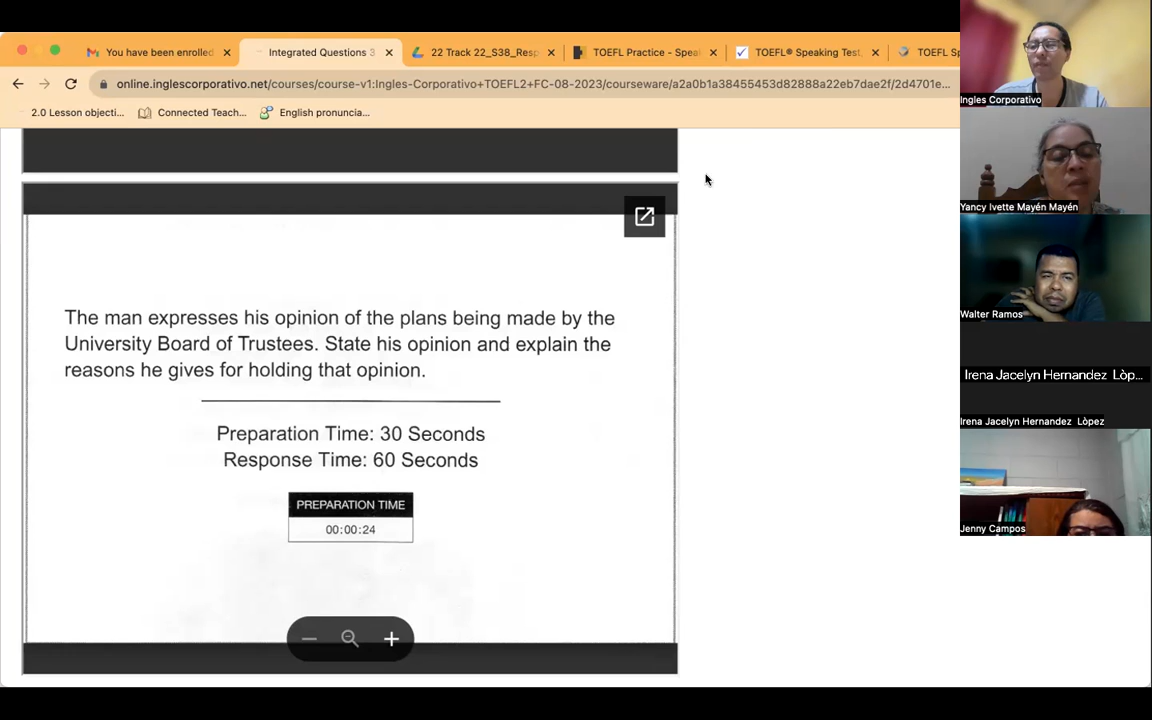 You have been enrolled
Integrated Questions 3
22 Track 22_S38_Resp
TOEFL Practice - Spea
TOEFL® Speaking Test,
TOEFL Sp
online.inglescorporativo.net/courses/course-v1:Ingles-Corporativo+TOEFL2+FC-08-2023/courseware/a2a0b1a38455453d82888a22eb7dae2f/2d4701e...
2.0 Lesson objecti...
Connected Teach...
English pronuncia...
The man expresses his opinion of the plans being made by the
University Board of Trustees. State his opinion and explain the
reasons he gives for holding that opinion.
Preparation Time: 30 Seconds
Response Time: 60 Seconds
PREPARATION TIME
00:00:24
Ingles Corporativo
Yancy Ivette Mayén Mayén
Walter Ramos
Irena Jacelyn Hernandez Lòp...
Irena Jacelyn Hernandez Lòpez
Jenny Campos